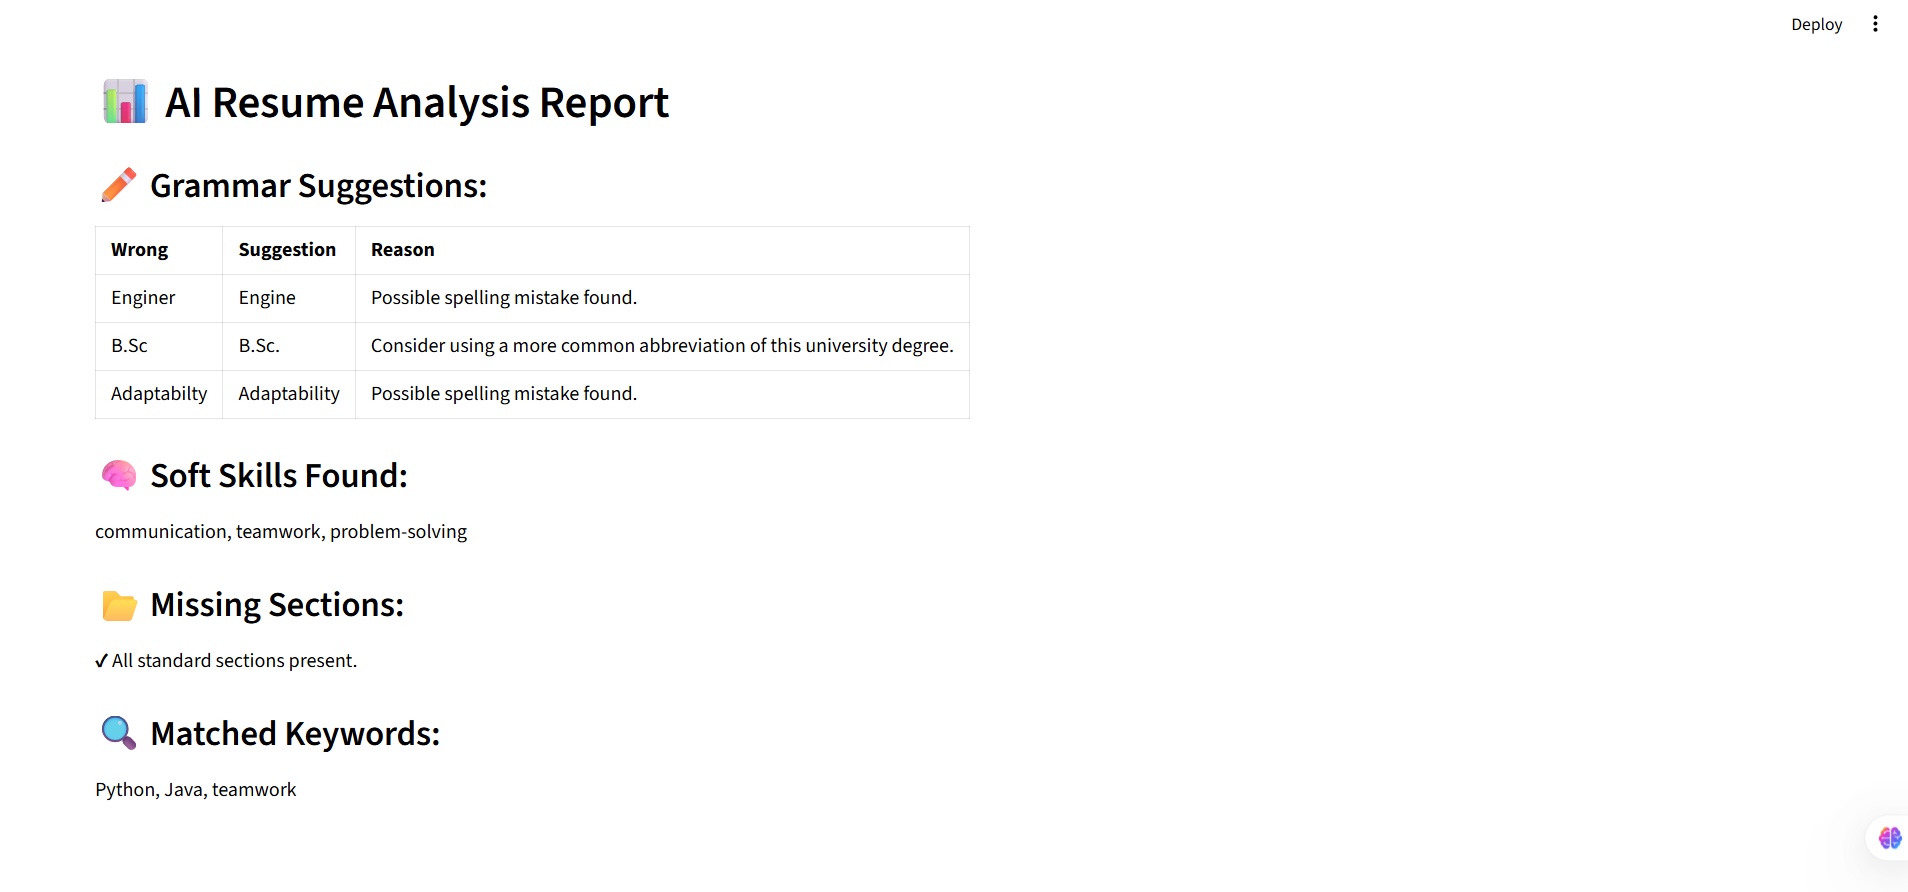 Deploy
AI Resume Analysis Report
Grammar Suggestions:
Wrong Suggestion Reason
Enginer Engine Possible spelling mistake found.
B.Sc B.Sc. Consider using a more common abbreviation of this university degree.
Adaptabilty Adaptability Possible spelling mistake found.
Soft Skills Found:
communication, teamwork, problem-solving
Missing Sections:
✓ All standard sections present.
Matched Keywords:
Python, Java, teamwork